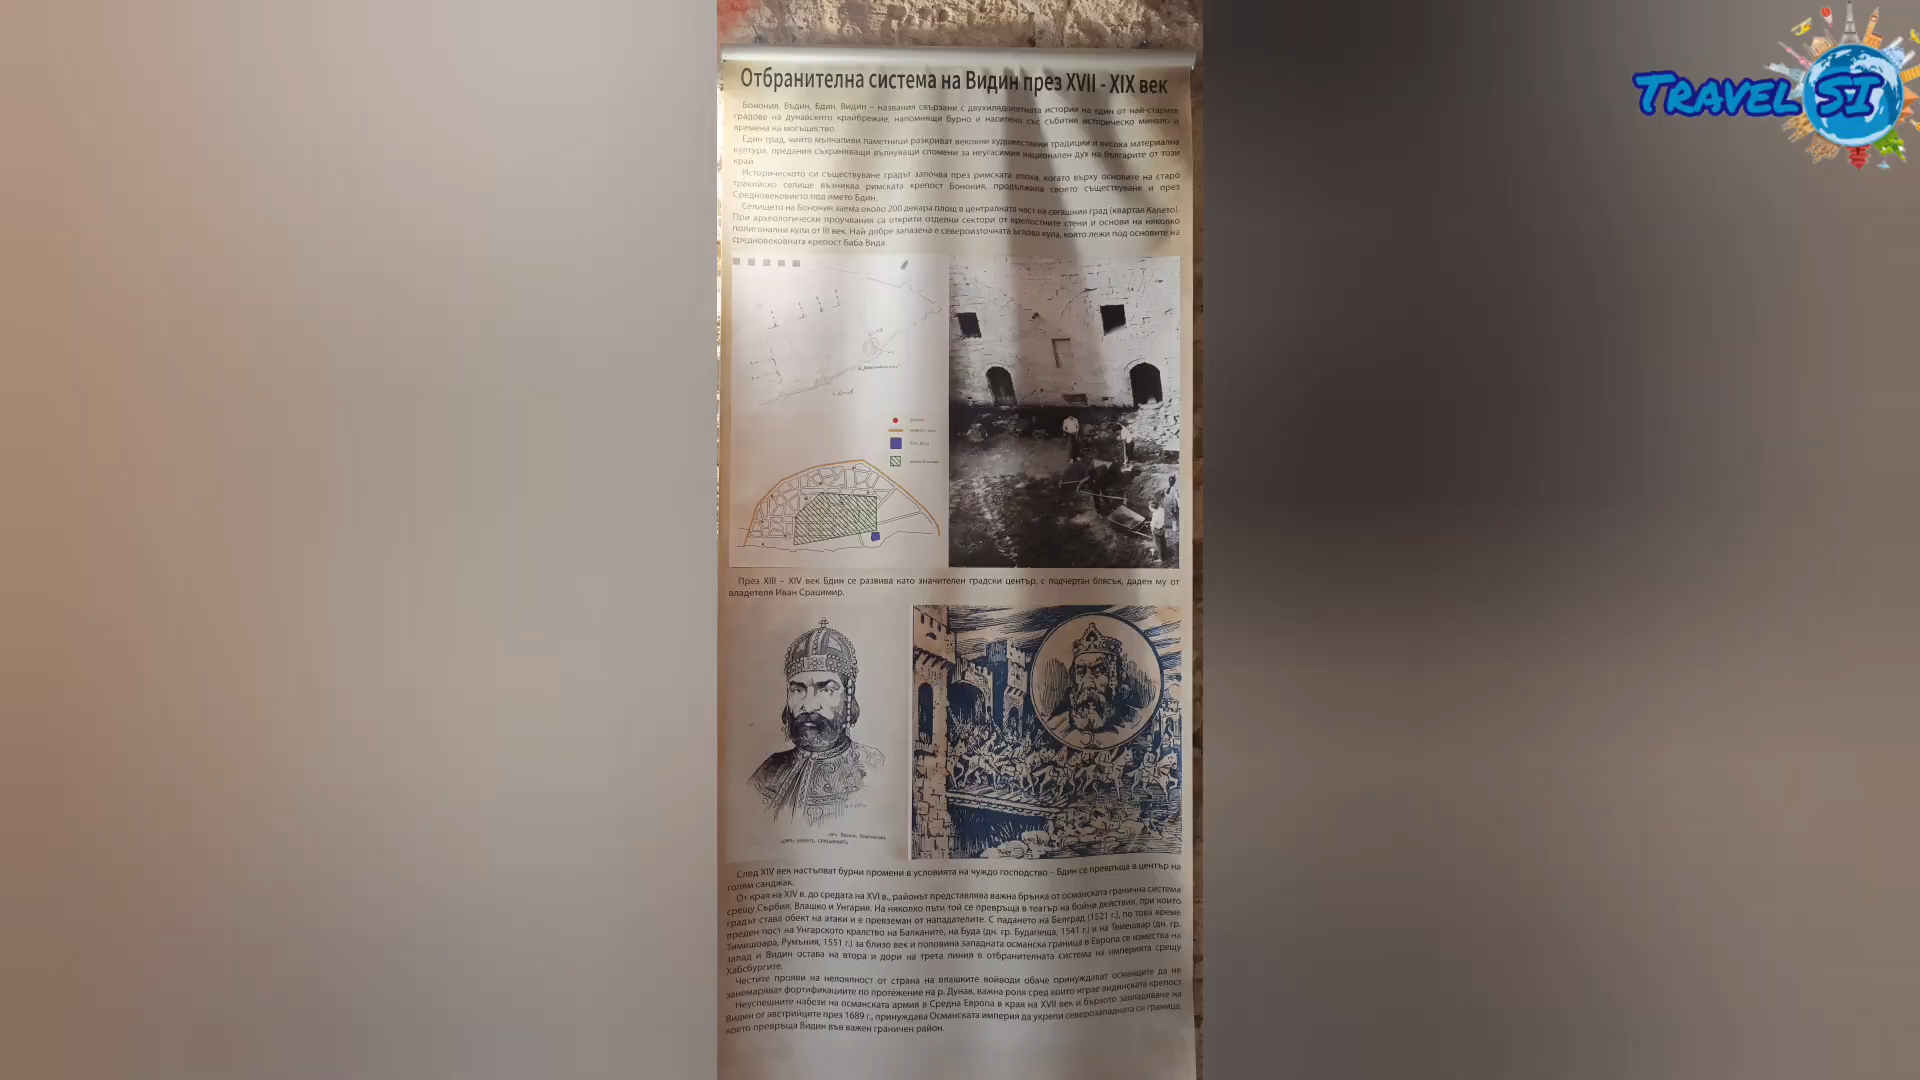 Отбранителна система на Видин през XVII - XIX век
Бонония, Бъдин, Бдин, Видин – названия свързани с двухилядолетната история на един от най-старите
градове на дунавското крайбрежие, напомнящи бурно и наситено със събития историческо минало и
времена на могъщество.
Един град, чиито мълчаливи паметници разкриват вековни художествени традиции и висока материална
култура, предания съхраняващи вълнуващи спомени за неугасимия национален дух на българите от този
край.
Историческото си съществуване градът започва през римската епоха, когато върху основите на старо
тракийско селище възниква римската крепост Бонония, продължила своето съществуване и през
Средновековието под името Бдин.
Селището на Бонония заема около 200 декара площ в централната част на сегашния град (квартал Калето).
При археологически проучвания са открити отделни сектори от крепостните стени и основи на няколко
полигонални кули от III век. Най-добре запазена е североизточната ъглова кула, която лежи под основите на
средновековната крепост Баба Вида.
През XIII – XIV век Бдин се развива като значителен градски център, с подчертан блясък, даден му от
владетеля Иван Срацимир.
ЦАРЬ ИВАНЪ СРАЦИМИРЪ
След XIV век настъпват бурни промени в условията на чуждо господство – Бдин се превръща в център на
голям санджак.
От края на XIV в. до средата на XVI в., районът представлява важна брънка от османската гранична система
срещу Сърбия, Влашко и Унгария. На няколко пъти той се превръща в театър на бойни действия, при които
градът става обект на атаки и е превземан от нападателите. С падането на Белград (1521 г.), по това време
преден пост на Унгарското кралство на Балканите, на Буда (дн. гр. Будапеща, 1541 г.) и на Темешвар (дн. гр.
Тимишоара, Румъния, 1551 г.) за близо век и половина западната османска граница в Европа се измества на
запад и Видин остава на втора и дори на трета линия в отбранителната система на империята срещу
Хабсбургите.
Честите прояви на нелоялност от страна на влашките войводи обаче принуждават османците да не
занемаряват фортификациите по протежение на р. Дунав, важна роля сред които играе видинската крепост.
Неуспешните набези на османската армия в Средна Европа в края на XVII век и бързото завладяване на
Видин от австрийците през 1689 г., принуждава Османската империя да укрепи северозападната си граница,
което превръща Видин във важен граничен район.
TRAVEL SI